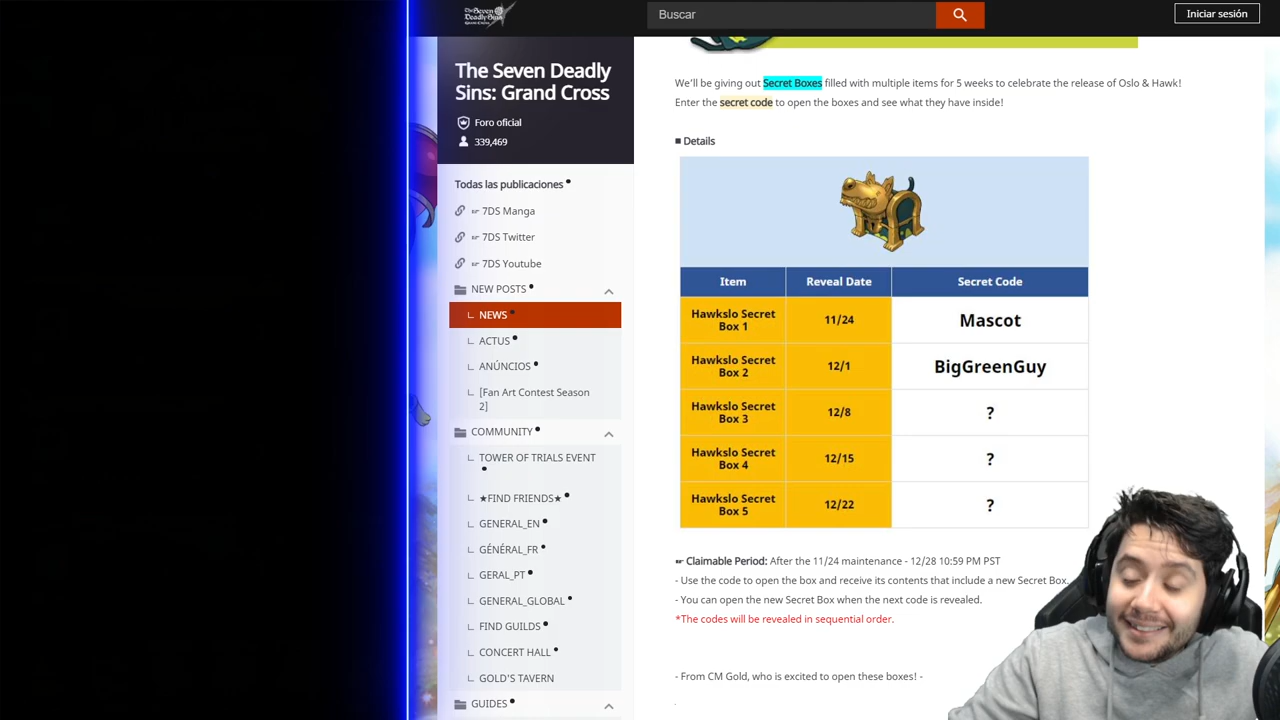 The Seven
Deadly Sins
GRAND CROSS
Buscar
Iniciar sesión
The Seven Deadly
Sins: Grand Cross
Foro oficial
339,469
Todas las publicaciones
7DS Manga
7DS Twitter
7DS Youtube
NEW POSTS
NEWS
ACTUS
ANÚNCIOS
[Fan Art Contest Season
2]
COMMUNITY
TOWER OF TRIALS EVENT
★FIND FRIENDS★
GENERAL_EN
GÉNÉRAL_FR
GERAL_PT
GENERAL_GLOBAL
FIND GUILDS
CONCERT HALL
GOLD'S TAVERN
GUIDES
We'll be giving out Secret Boxes filled with multiple items for 5 weeks to celebrate the release of Oslo & Hawk!
Enter the secret code to open the boxes and see what they have inside!
■ Details
Item Reveal Date Secret Code
Hawkslo Secret
Box 1 11/24 Mascot
Hawkslo Secret
Box 2 12/1 BigGreenGuy
Hawkslo Secret
Box 3 12/8 ?
Hawkslo Secret
Box 4 12/15 ?
Hawkslo Secret
Box 5 12/22 ?
☛ Claimable Period: After the 11/24 maintenance - 12/28 10:59 PM PST
- Use the code to open the box and receive its contents that include a new Secret Box.
- You can open the new Secret Box when the next code is revealed.
*The codes will be revealed in sequential order.
- From CM Gold, who is excited to open these boxes! -